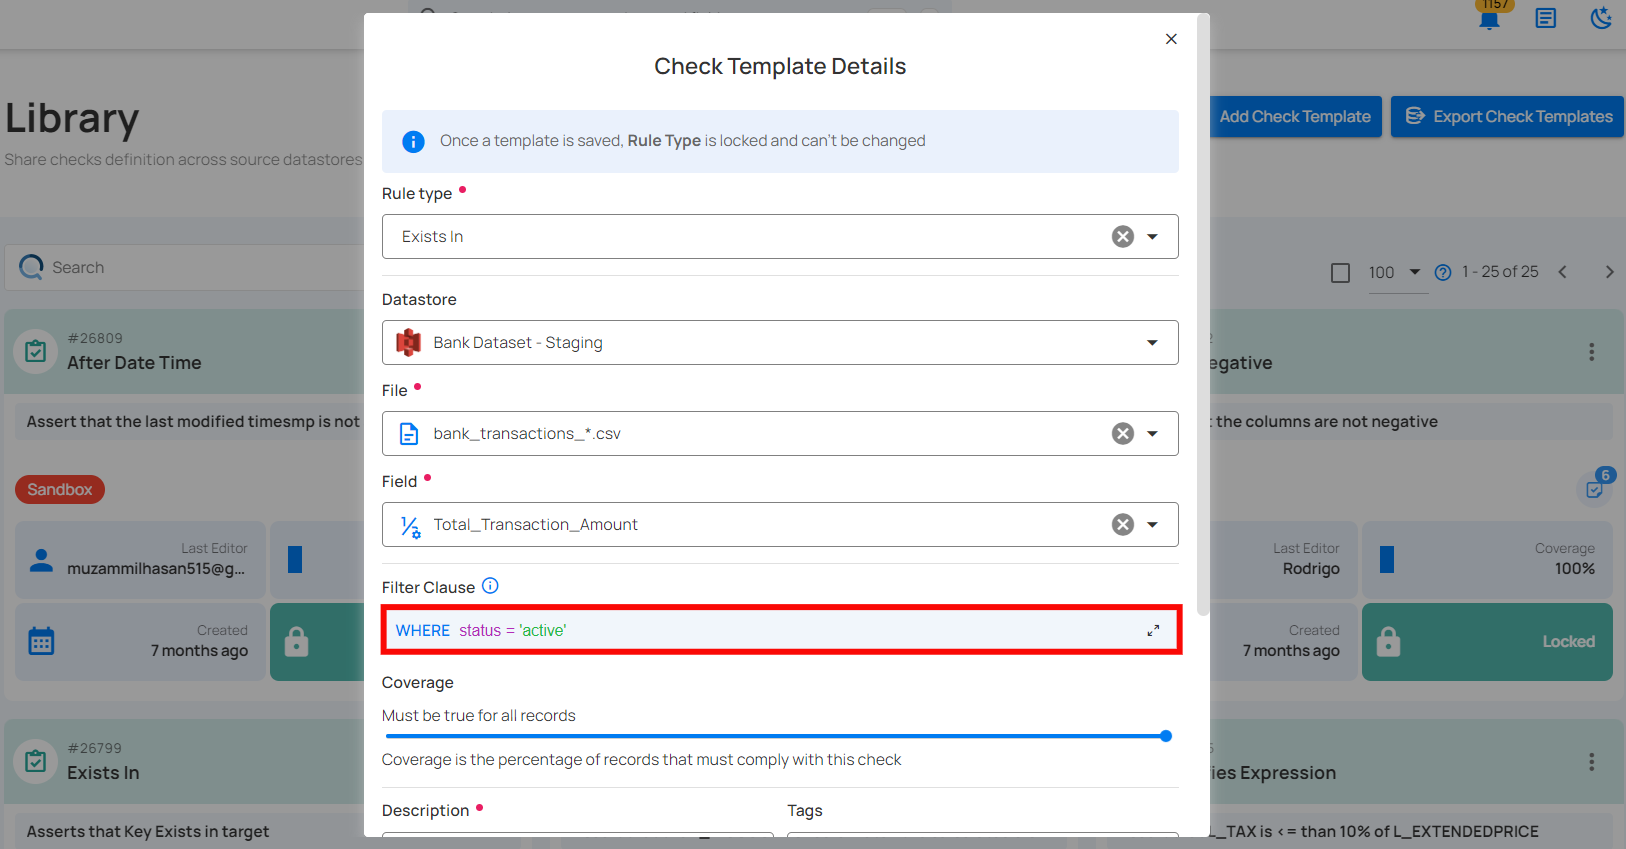 1157
Check Template Details
Library
Share checks definition across source datastores
Add Check Template
Export Check Templates
Once a template is saved, Rule Type is locked and can't be changed
Rule type
Exists In
Search
100
1 - 25 of 25
Datastore
Bank Dataset - Staging
#26809
After Date Time
egative
File
bank_transactions_*.csv
Assert that the last modified timesmp is not
the columns are not negative
Field
Total_Transaction_Amount
Sandbox
6
Last Editor
muzammilhasan515@g...
Last Editor
Rodrigo
Coverage
100%
Filter Clause
WHERE status = 'active'
Created
7 months ago
Created
7 months ago
Locked
Coverage
Must be true for all records
Coverage is the percentage of records that must comply with this check
#26799
Exists In
fies Expression
Description
Tags
Asserts that Key Exists in target
L_TAX is <= than 10% of L_EXTENDEDPRICE